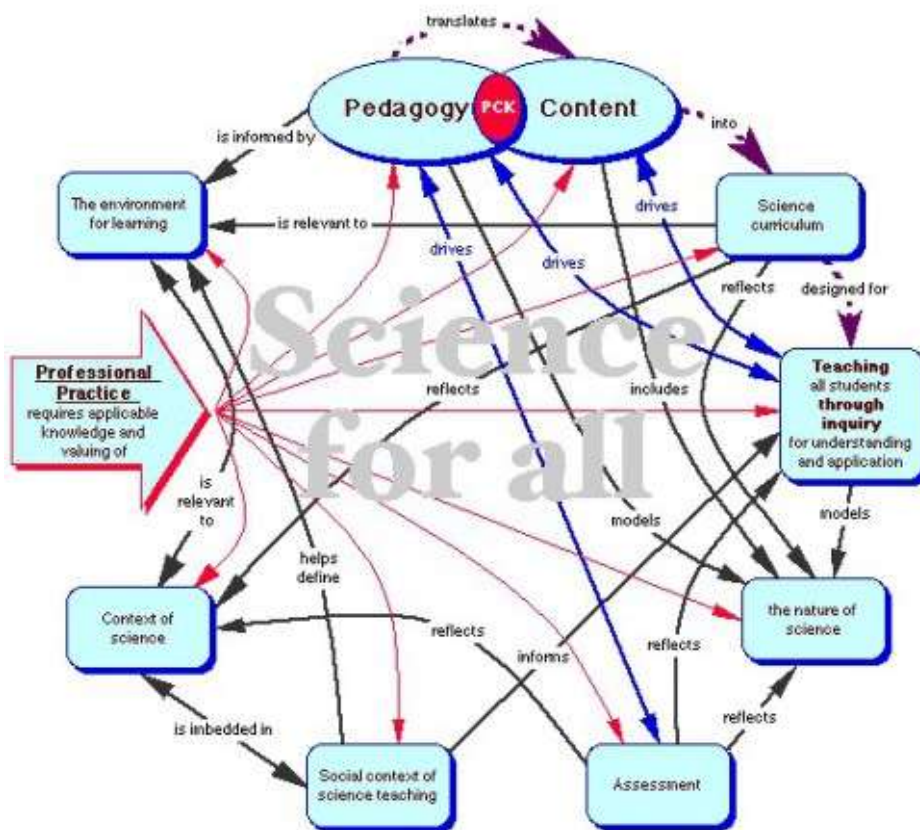 translates
Pedagogy PCK Content
is informed by
into
The environment
for learning
is relevant to
drives
drives
drives
Science
curriculum
reflects
designed for
Science
for all
Professional
Practice
requires applicable
knowledge and
valuing of
reflects
includes
Teaching
all students
through
inquiry
for understanding
and application
is
relevant
to
models
models
helps
define
Context of
science
reflects
informs
reflects
the nature of
science
is imbedded in
reflects
Social context of
science teaching
Assessment